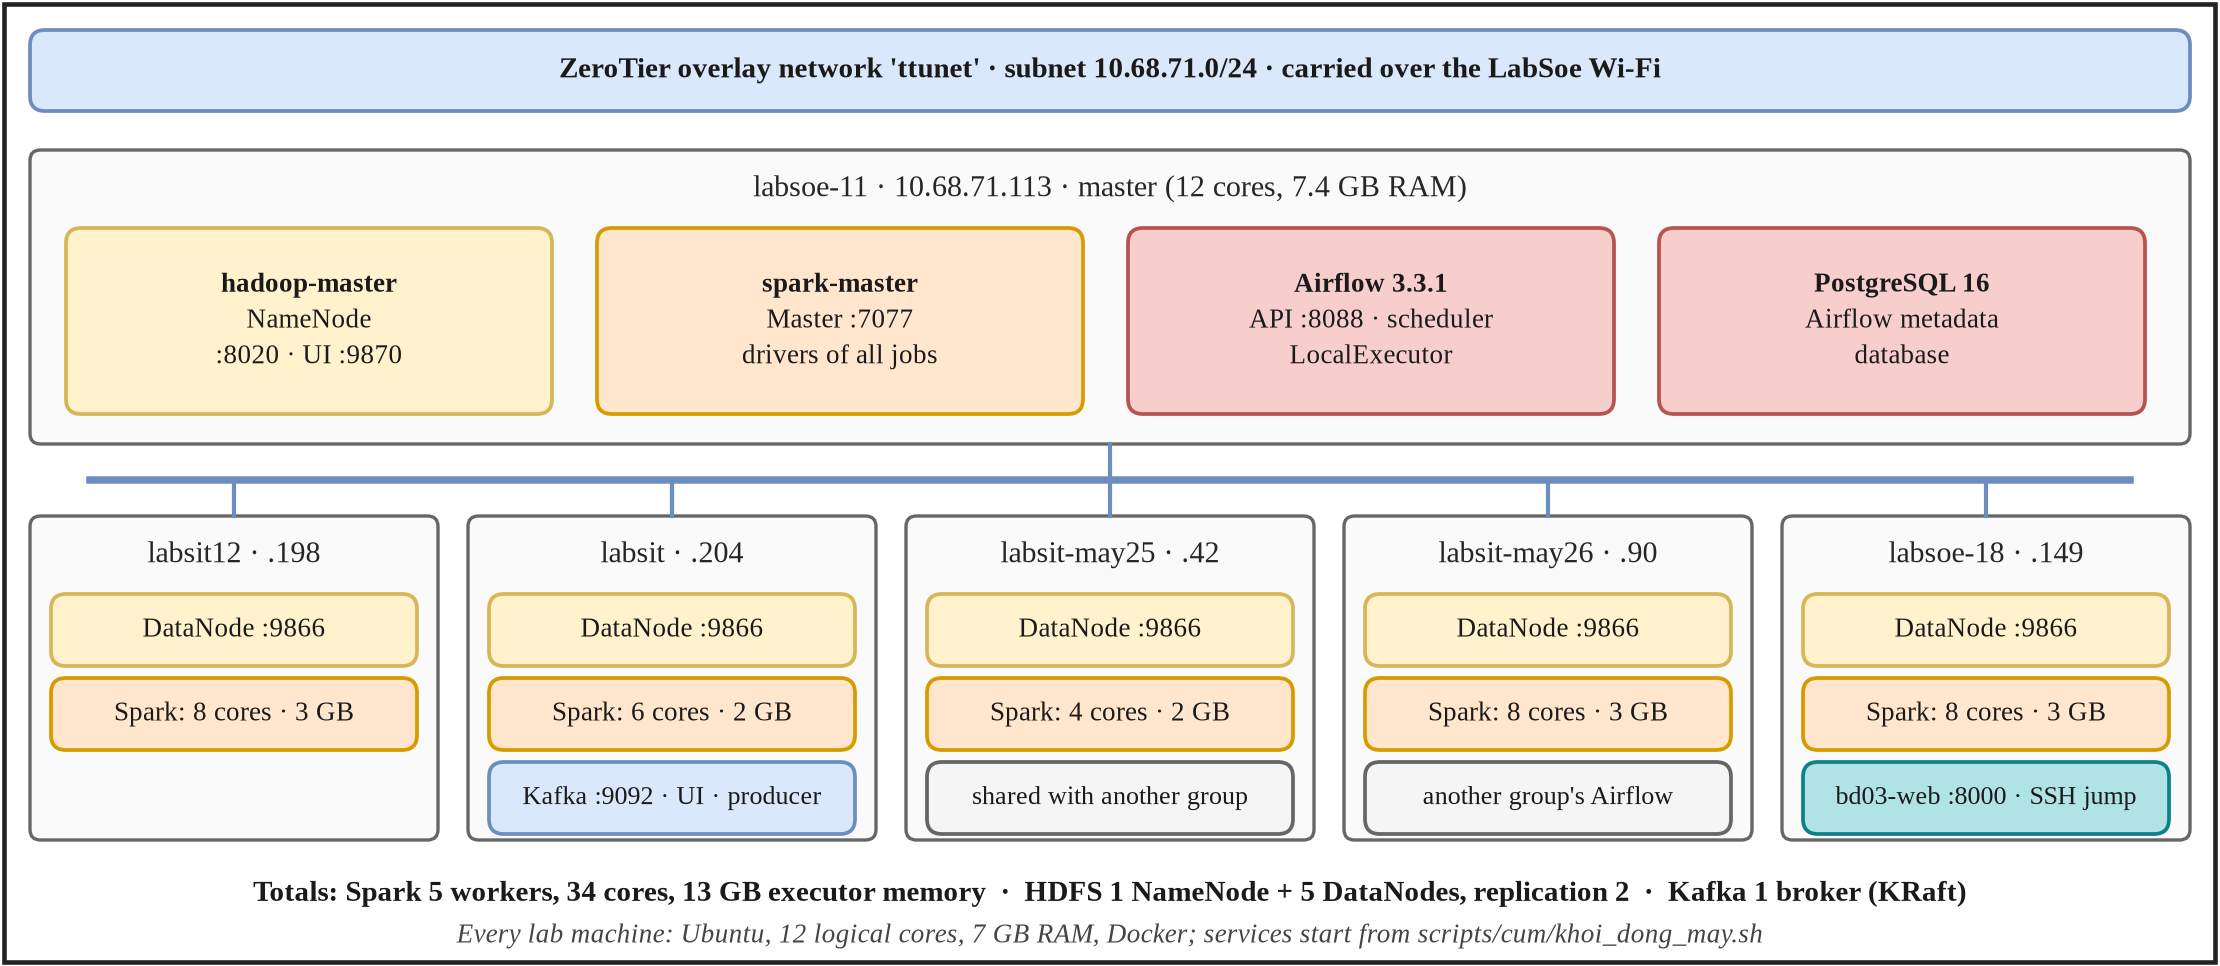 ZeroTier overlay network 'ttunet' · subnet 10.68.71.0/24 · carried over the LabSoe Wi-Fi
labsoe-11 · 10.68.71.113 · master (12 cores, 7.4 GB RAM)
hadoop-master
NameNode
:8020 · UI :9870
spark-master
Master :7077
drivers of all jobs
Airflow 3.3.1
API :8088 · scheduler
LocalExecutor
PostgreSQL 16
Airflow metadata
database
labsit12 · .198
DataNode :9866
Spark: 8 cores · 3 GB
labsit · .204
DataNode :9866
Spark: 6 cores · 2 GB
Kafka :9092 · UI · producer
labsit-may25 · .42
DataNode :9866
Spark: 4 cores · 2 GB
shared with another group
labsit-may26 · .90
DataNode :9866
Spark: 8 cores · 3 GB
another group's Airflow
labsoe-18 · .149
DataNode :9866
Spark: 8 cores · 3 GB
bd03-web :8000 · SSH jump
Totals: Spark 5 workers, 34 cores, 13 GB executor memory · HDFS 1 NameNode + 5 DataNodes, replication 2 · Kafka 1 broker (KRaft)
Every lab machine: Ubuntu, 12 logical cores, 7 GB RAM, Docker; services start from scripts/cum/khoi_dong_may.sh